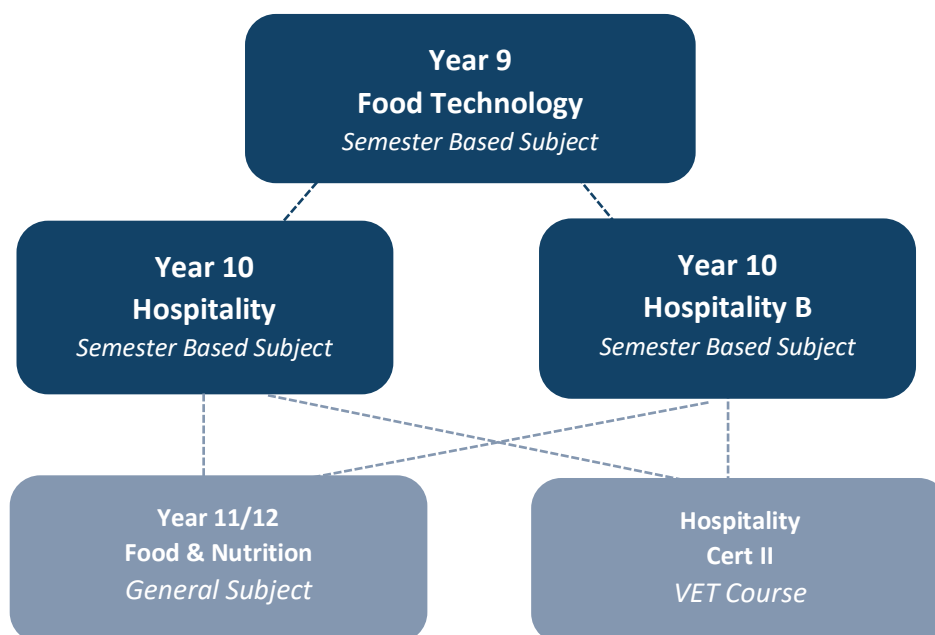 Year 9
Food Technology
Semester Based Subject
Year 10
Hospitality
Semester Based Subject
Year 10
Hospitality B
Semester Based Subject
Year 11/12
Food & Nutrition
General Subject
Hospitality
Cert II
VET Course